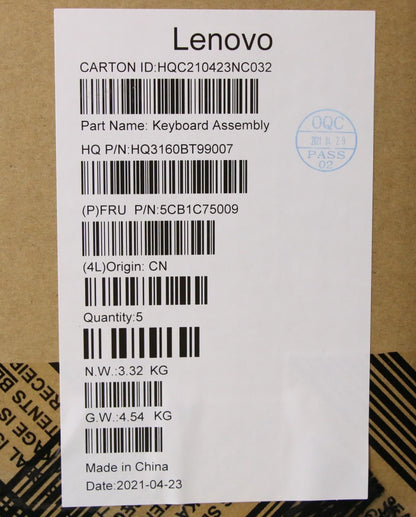 Lenovo
CARTON ID:HQC210423NC032
Part Name: Keyboard Assembly
HQ P/N:HQ3160BT99007
(P)FRU P/N:5CB1C75009
(4L)Origin: CN
Quantity:5
N.W.:3.32 KG
G.W.:4.54 KG
Made in China
Date:2021-04-23
OQC
PASS
02